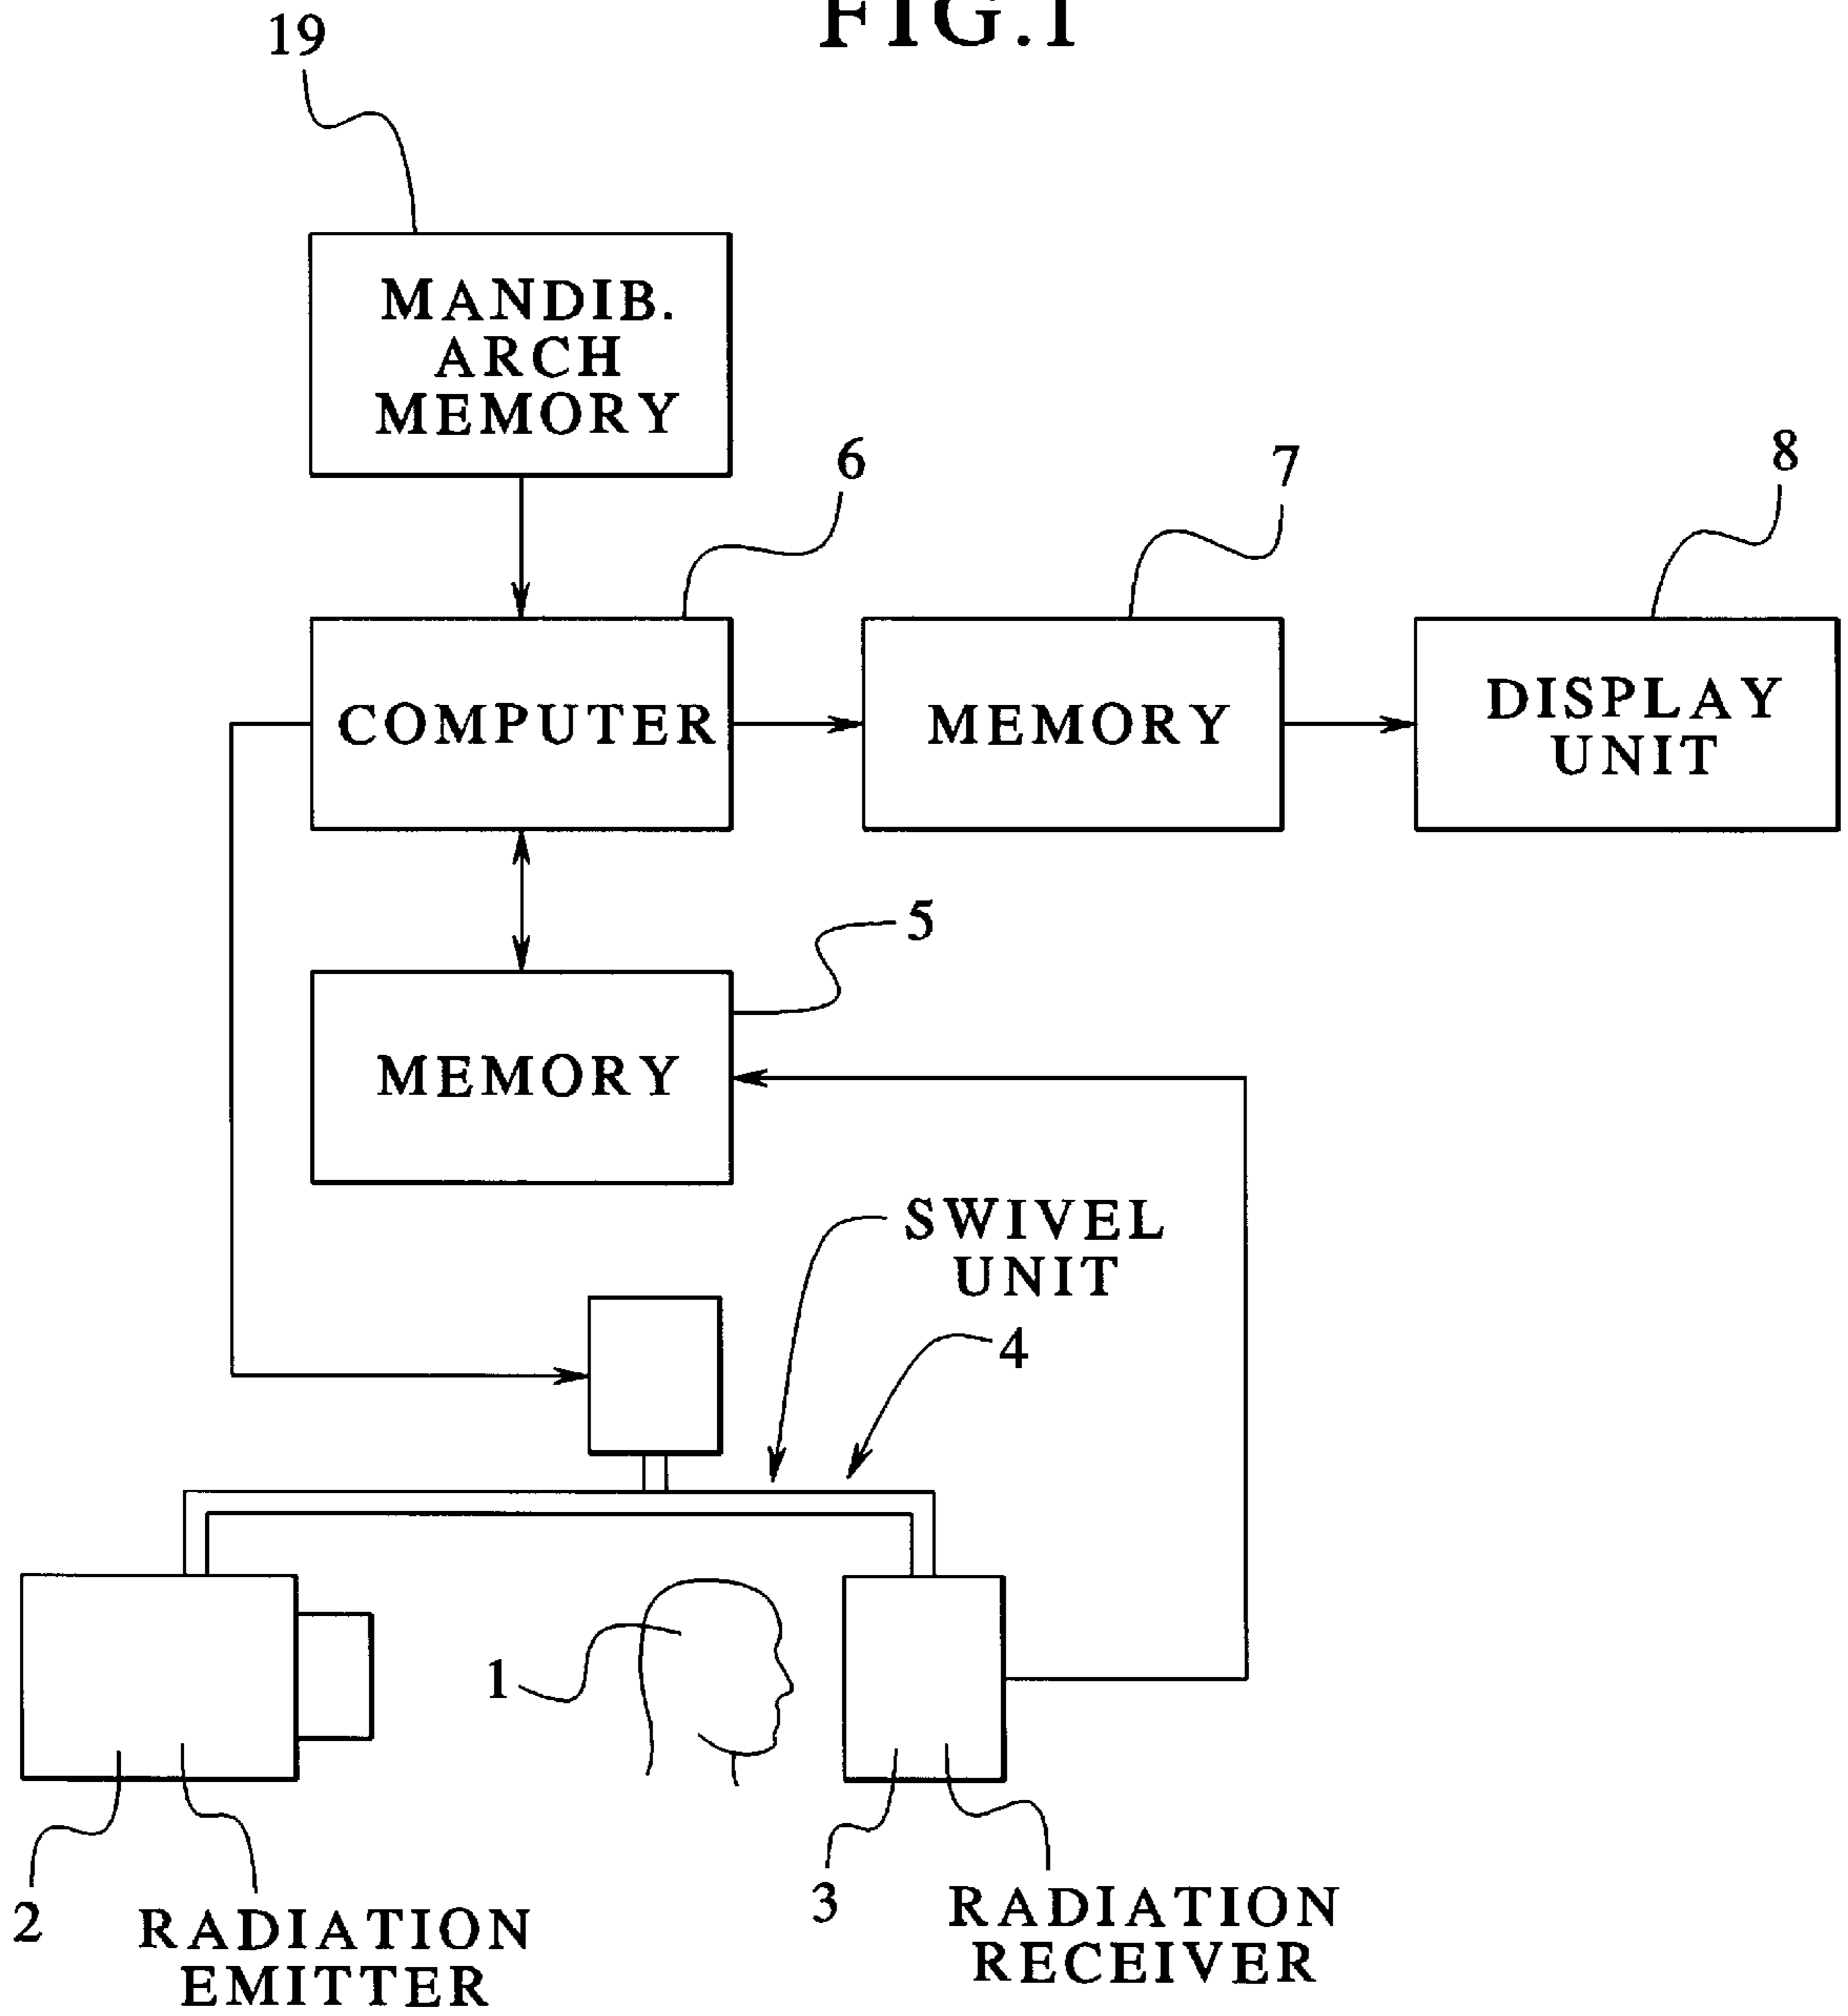 FIG.1
19
MANDIB.
ARCH
MEMORY
6
7
8
COMPUTER
MEMORY
DISPLAY
UNIT
5
MEMORY
SWIVEL
UNIT
4
1
2
RADIATION
EMITTER
3
RADIATION
RECEIVER